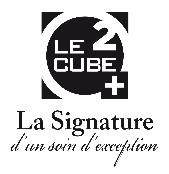 LE 2
CUBE
+
La Signature
d'un soin d'exception